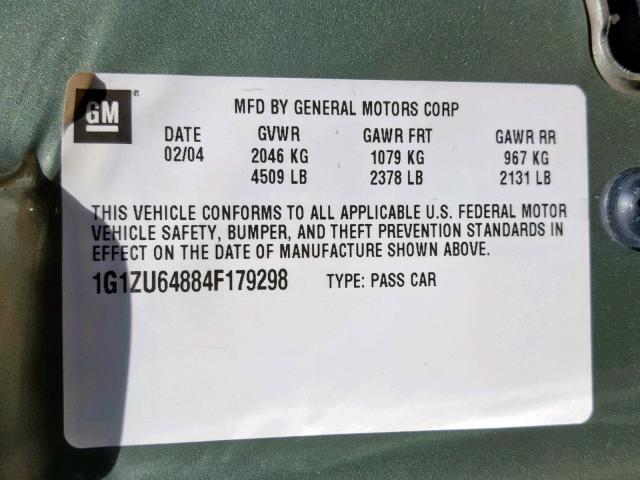 GM
MFD BY GENERAL MOTORS CORP
DATE GVWR GAWR FRT GAWR RR
02/04 2046 KG 1079 KG 967 KG
4509 LB 2378 LB 2131 LB
THIS VEHICLE CONFORMS TO ALL APPLICABLE U.S. FEDERAL MOTOR
VEHICLE SAFETY, BUMPER, AND THEFT PREVENTION STANDARDS IN
EFFECT ON THE DATE OF MANUFACTURE SHOWN ABOVE.
1G1ZU64884F179298 TYPE: PASS CAR